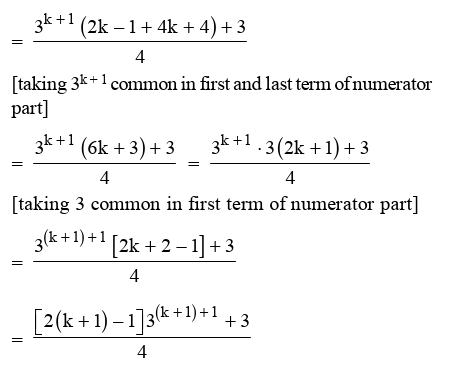 = (3^(k+1) (2k – 1 + 4k + 4) + 3) / 4
[taking 3^(k+1) common in first and last term of numerator
part]
= (3^(k+1) (6k + 3) + 3) / 4 = (3^(k+1) · 3(2k + 1) + 3) / 4
[taking 3 common in first term of numerator part]
= (3^((k+1)+1) [2k + 2 – 1] + 3) / 4
= ([2(k + 1) – 1] 3^((k+1)+1) + 3) / 4